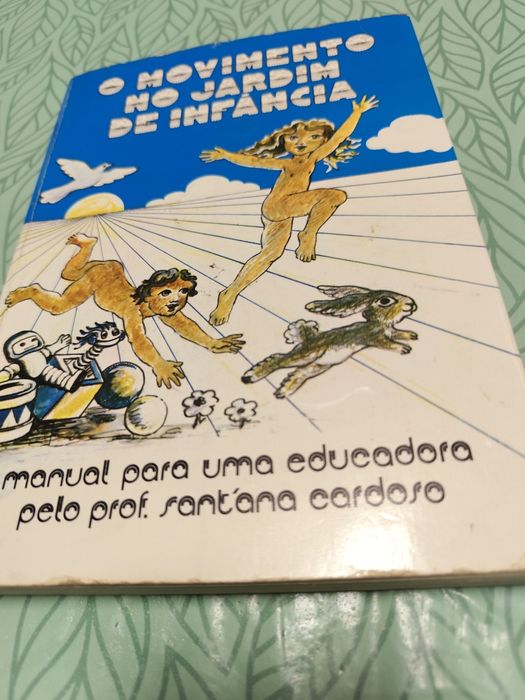 O MOVIMENTO
NO JARDIM
DE INFÂNCIA
manual para uma educadora
pelo prof. sant'ana cardoso